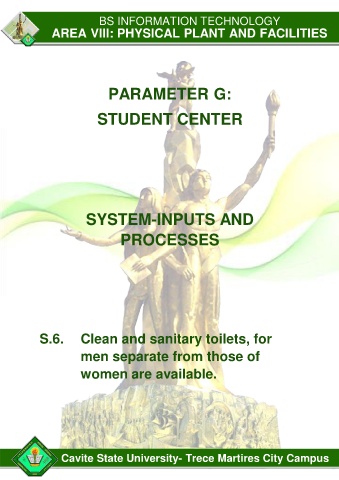 BS INFORMATION TECHNOLOGY
AREA VIII: PHYSICAL PLANT AND FACILITIES
PARAMETER G:
STUDENT CENTER
SYSTEM-INPUTS AND
PROCESSES
S.6. Clean and sanitary toilets, for
men separate from those of
women are available.
Cavite State University- Trece Martires City Campus